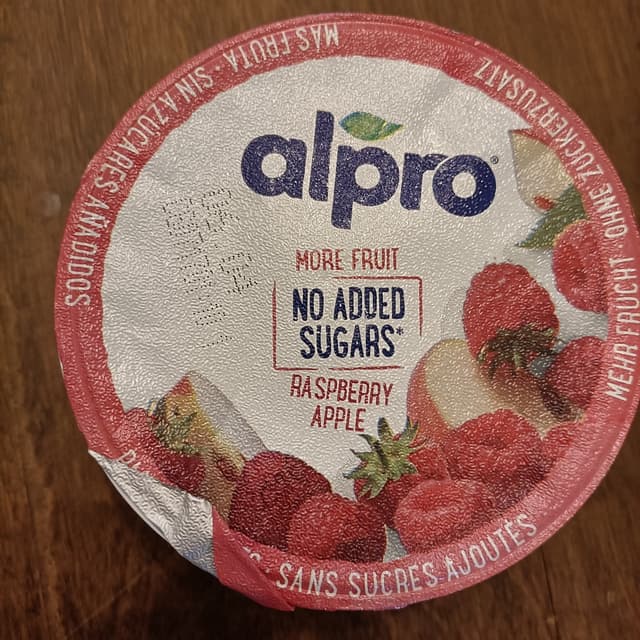 alpro®
MORE FRUIT
NO ADDED
SUGARS*
RASPBERRY
APPLE
MÁS FRUTA · SIN AZÚCARES AÑADIDOS
MEHR FRUCHT · OHNE ZUCKERZUSATZ
· SANS SUCRES AJOUTÉS